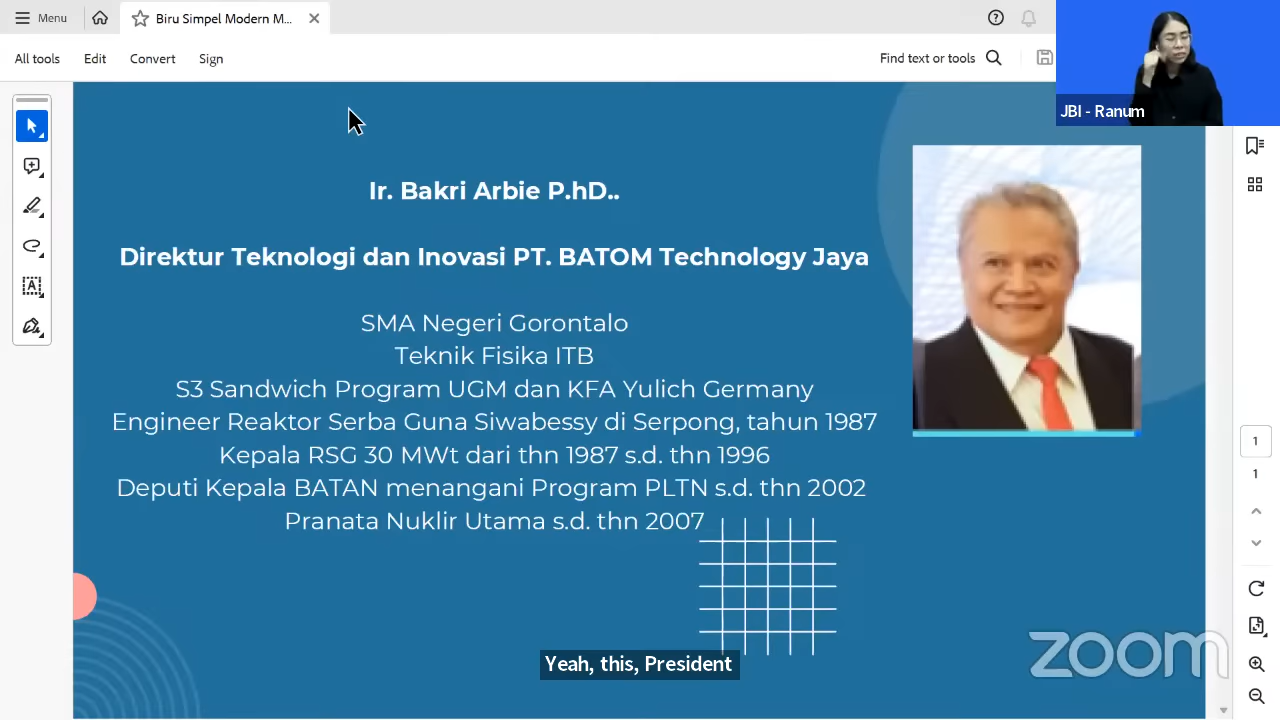 Menu
Biru Simpel Modern M...
All tools
Edit
Convert
Sign
Find text or tools
JBI - Ranum
Ir. Bakri Arbie P.hD..
Direktur Teknologi dan Inovasi PT. BATOM Technology Jaya
SMA Negeri Gorontalo
Teknik Fisika ITB
S3 Sandwich Program UGM dan KFA Yulich Germany
Engineer Reaktor Serba Guna Siwabessy di Serpong, tahun 1987
Kepala RSG 30 MWt dari thn 1987 s.d. thn 1996
Deputi Kepala BATAN menangani Program PLTN s.d. thn 2002
Pranata Nuklir Utama s.d. thn 2007
1
1
zoom
Yeah, this, President